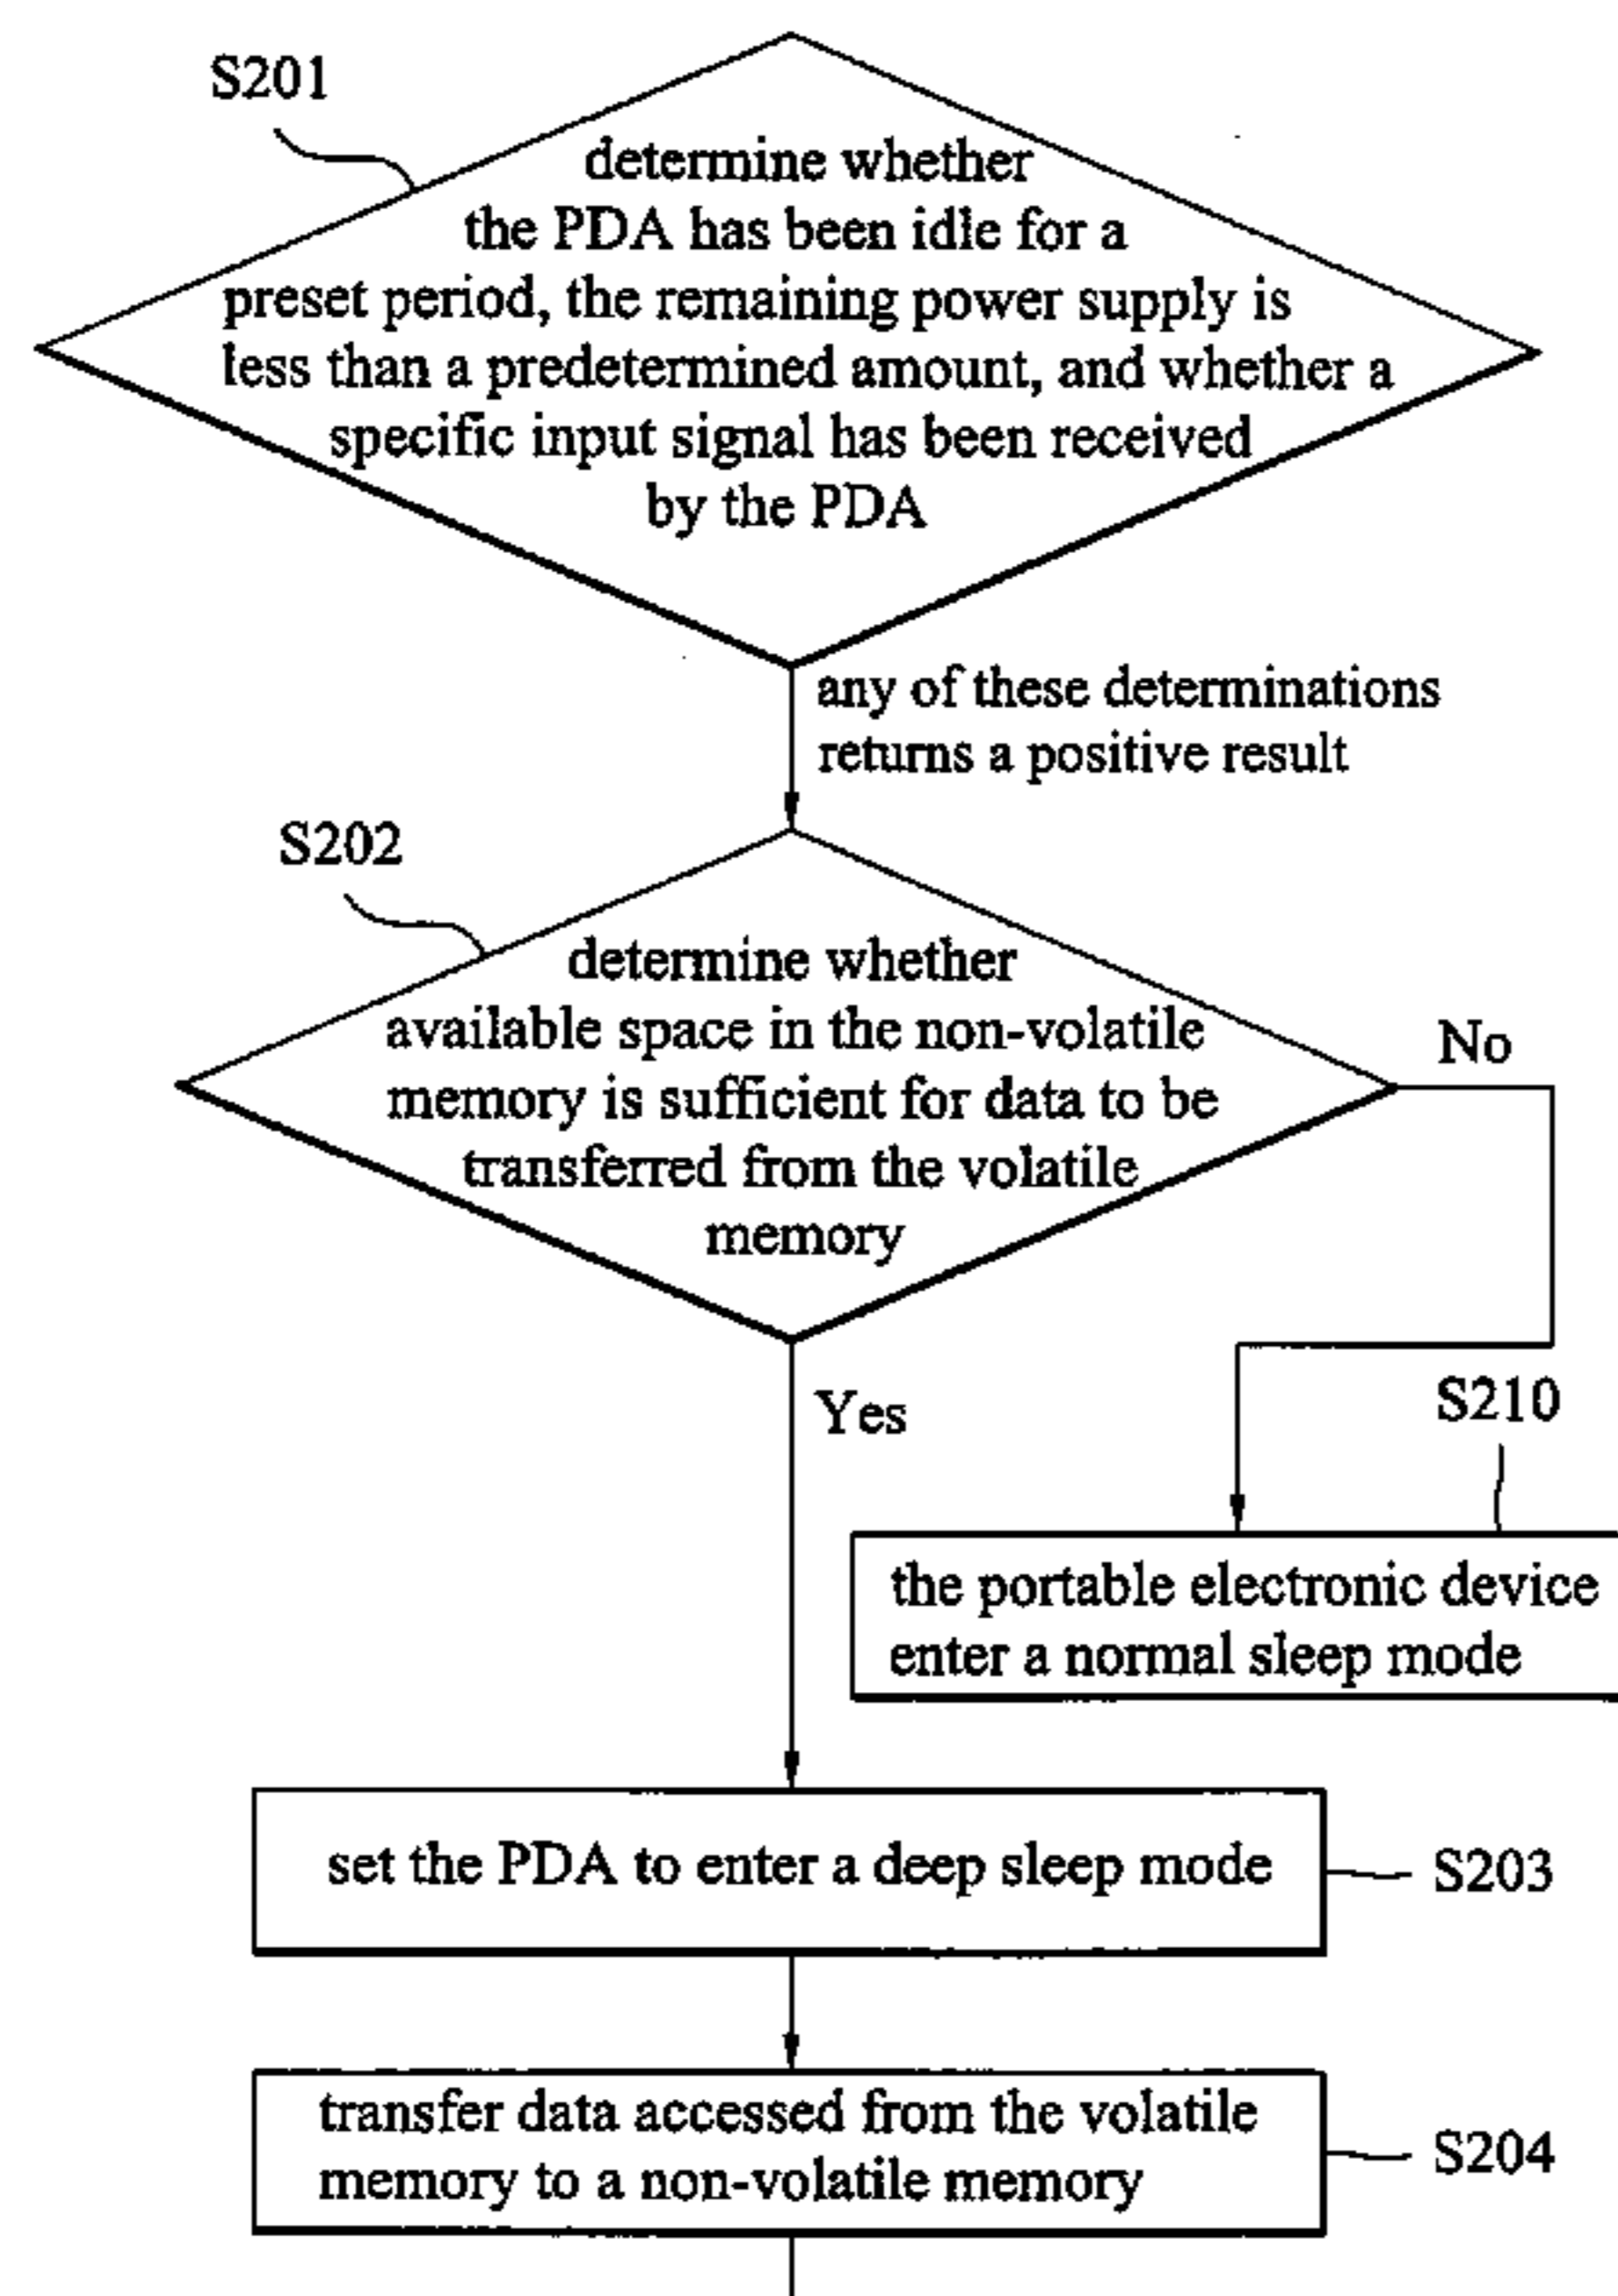 S201
determine whether
the PDA has been idle for a
preset period, the remaining power supply is
less than a predetermined amount, and whether a
specific input signal has been received
by the PDA
any of these determinations
returns a positive result
S202
determine whether
available space in the non-volatile
memory is sufficient for data to be
transferred from the volatile
memory
No
Yes
S210
the portable electronic device
enter a normal sleep mode
set the PDA to enter a deep sleep mode
S203
transfer data accessed from the volatile
memory to a non-volatile memory
S204